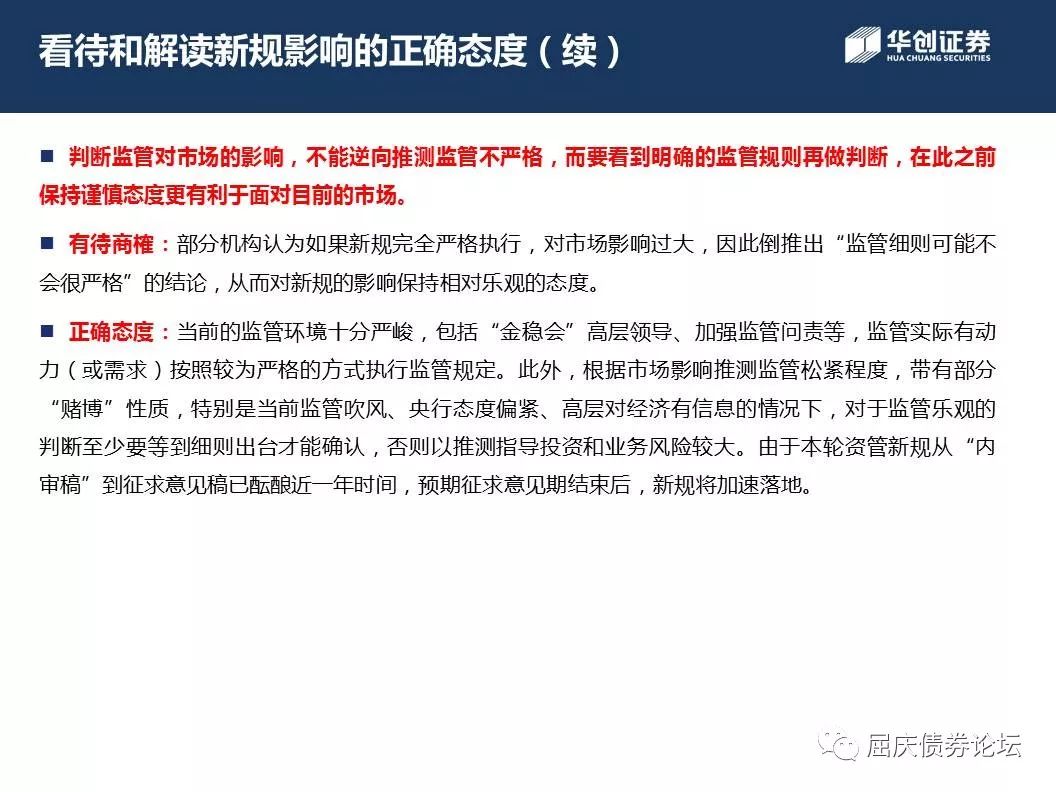 看待和解读新规影响的正确态度（续）
华创证券
HUA CHUANG SECURITIES
■ 判断监管对市场的影响，不能逆向推测监管不严格，而要看到明确的监管规则再做判断，在此之前
保持谨慎态度更有利于面对目前的市场。
■ 有待商榷：部分机构认为如果新规完全严格执行，对市场影响过大，因此倒推出“监管细则可能不
会很严格”的结论，从而对新规的影响保持相对乐观的态度。
■ 正确态度：当前的监管环境十分严峻，包括“金稳会”高层领导、加强监管问责等，监管实际有动
力（或需求）按照较为严格的方式执行监管规定。此外，根据市场影响推测监管松紧程度，带有部分
“赌博”性质，特别是当前监管吹风、央行态度偏紧、高层对经济有信息的情况下，对于监管乐观的
判断至少要等到细则出台才能确认，否则以推测指导投资和业务风险较大。由于本轮资管新规从“内
审稿”到征求意见稿已酝酿近一年时间，预期征求意见期结束后，新规将加速落地。
屈庆债券论坛